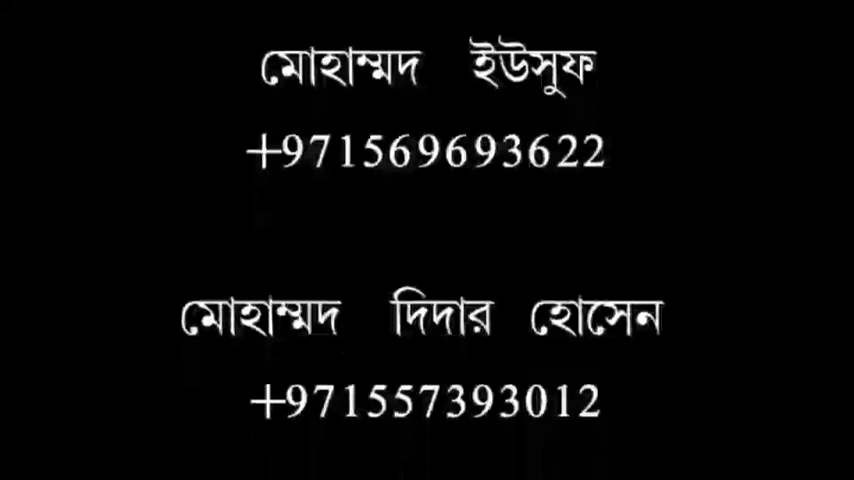 মোহাম্মদ ইউসুফ
+971569693622
মোহাম্মদ দিদার হোসেন
+971557393012